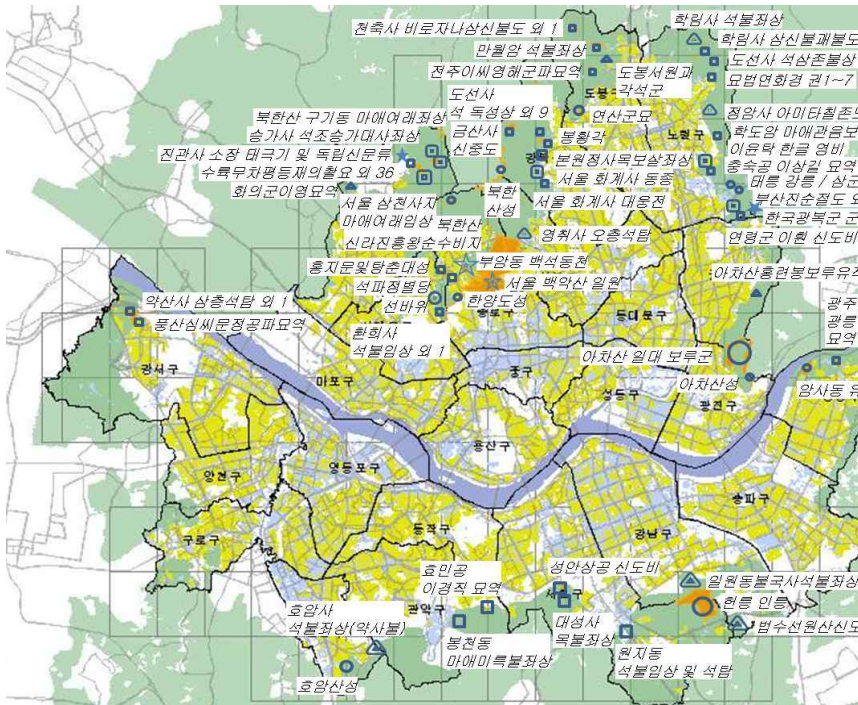 천축사 비로자나삼신불도 외 1
만월암 석불좌상
전주이씨영해군파묘역
도선사
석 독성상 외 9
금산사
신중도
북한산 구기동 마애여래좌상
승가사 석조승가대사좌상
진관사 소장 태극기 및 독립신문류
수륙무차평등재의촬요 외 36
화의군이영묘역
서울 삼천사지
마애여래입상
북한산
신라진흥왕순수비지
북한
산성
학림사 석불좌상
학림사 삼신불괘불도
도선사 석삼존불상
묘법연화경 권1~7
도봉서원과
각석군
도봉구
연산군묘
봉황각
노원구
본원정사목보살좌상
서울 화계사 동종
서울 화계사 대웅전
영취사 오층석탑
정암사 아미타칠존도
학도암 마애관음보
이윤탁 한글 영비
충숙공 이상길 묘역
태릉 강릉 / 삼군
부산진순절도 외
한국광복군 군
연령군 이훤 신도비
홍지문및탕춘대성
석파정별당
선바위
환희사
석불입상 외 1
부암동 백석동천
서울 백악산 일원
한양도성
종로구
동대문구
아차산홍련봉보루유적
광주
광릉
묘역
아차산 일대 보루군
아차산성
암사동 유
약산사 삼층석탑 외 1
풍산심씨문정공파묘역
강서구
마포구
중구
성동구
광진구
용산구
양천구
영등포구
송파구
구로구
동작구
강남구
효민공
이경직 묘역
성안상공 신도비
서초구
일원동불국사석불좌상
헌릉 인릉
법수선원산신도
호암사
석불좌상(약사불)
관악구
봉천동
마애미륵불좌상
대성사
목불좌상
원지동
석불입상 및 석탑
호암산성